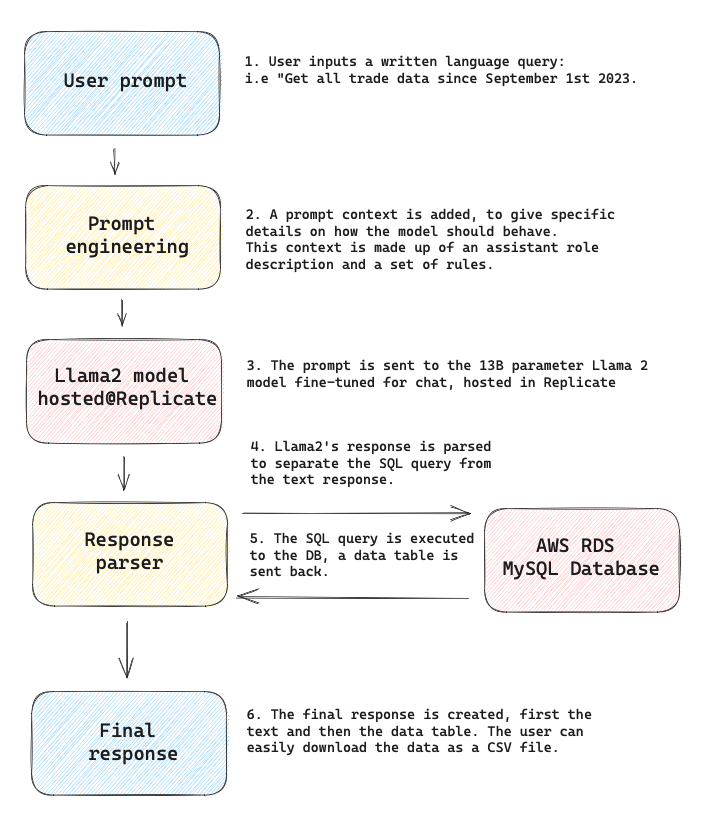 User prompt
1. User inputs a written language query:
i.e "Get all trade data since September 1st 2023.
Prompt
engineering
2. A prompt context is added, to give specific
details on how the model should behave.
This context is made up of an assistant role
description and a set of rules.
Llama2 model
hosted@Replicate
3. The prompt is sent to the 13B parameter Llama 2
model fine-tuned for chat, hosted in Replicate
4. Llama2's response is parsed
to separate the SQL query from
the text response.
Response
parser
5. The SQL query is executed
to the DB, a data table is
sent back.
AWS RDS
MySQL Database
Final
response
6. The final response is created, first the
text and then the data table. The user can
easily download the data as a CSV file.